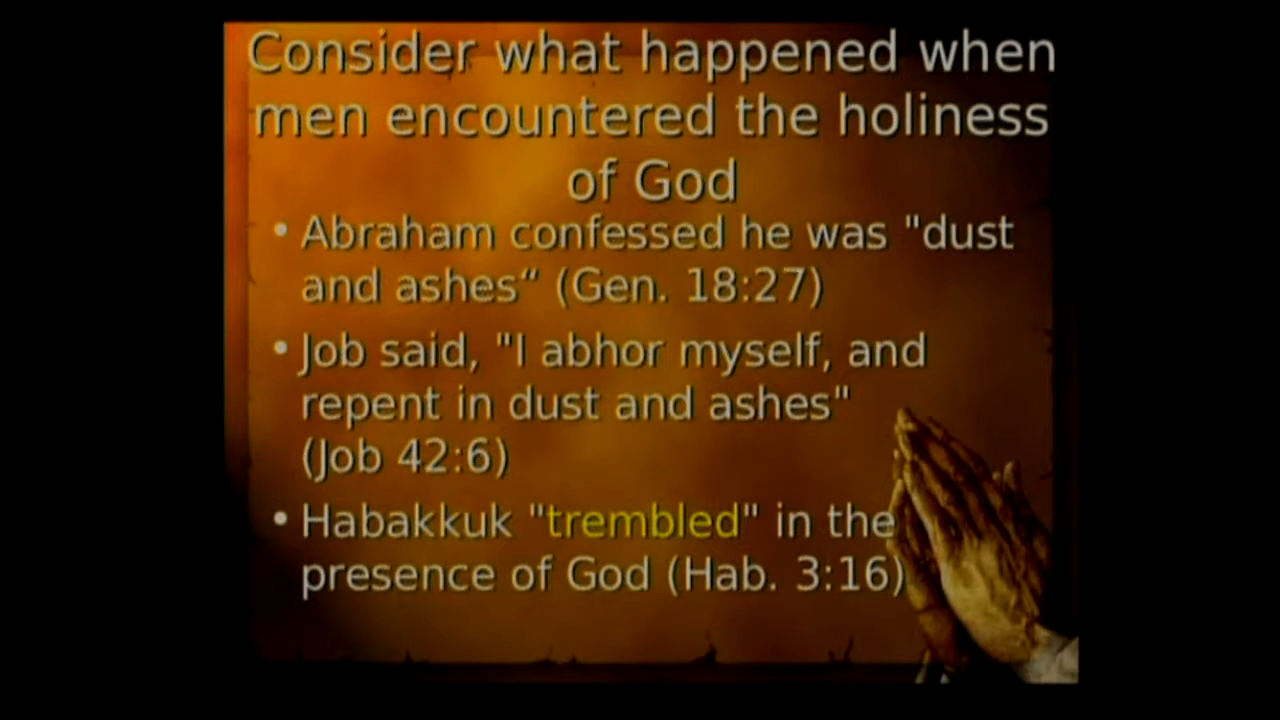 Consider what happened when
men encountered the holiness
of God
• Abraham confessed he was "dust
and ashes“ (Gen. 18:27)
• Job said, "I abhor myself, and
repent in dust and ashes"
(Job 42:6)
• Habakkuk "trembled" in the
presence of God (Hab. 3:16)